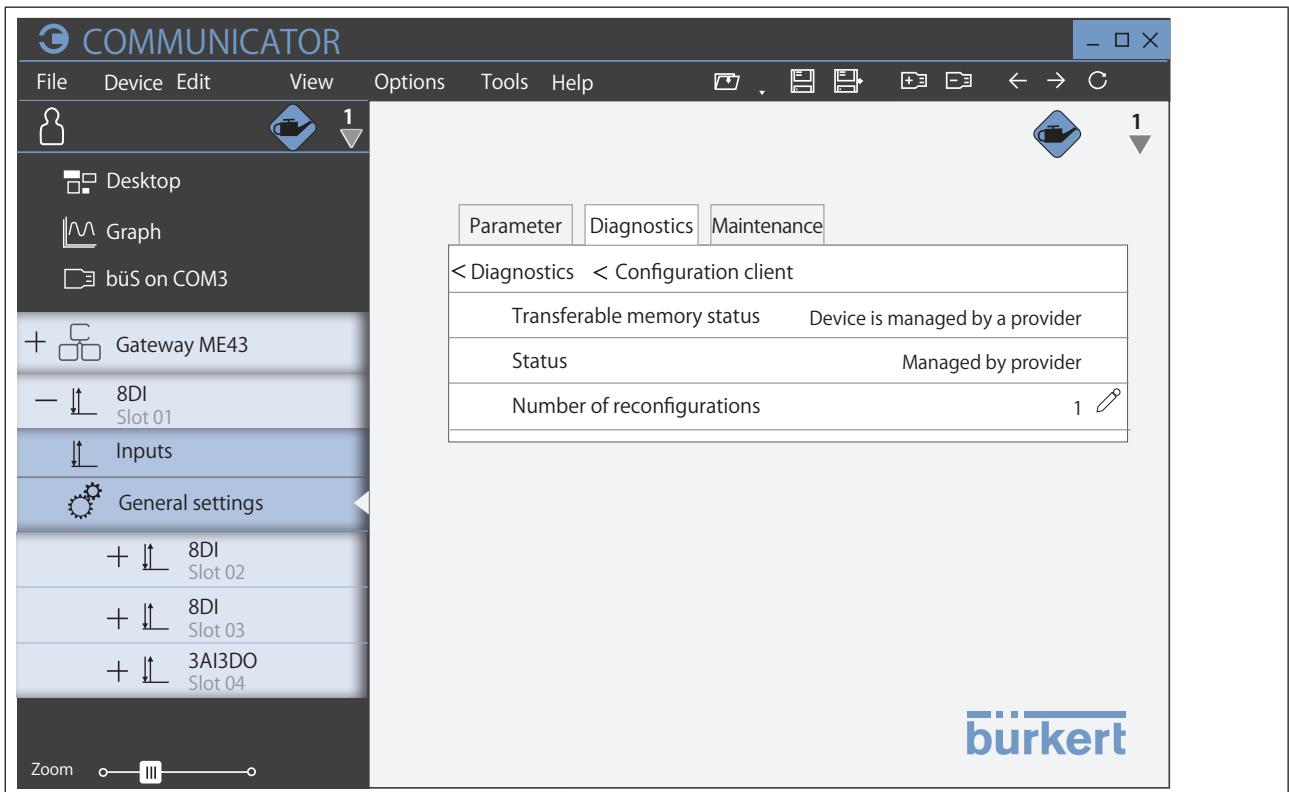 COMMUNICATOR
File Device Edit View Options Tools Help
1
1
Desktop
Graph
büS on COM3
Gateway ME43
8DI
Slot 01
Inputs
General settings
8DI
Slot 02
8DI
Slot 03
3AI3DO
Slot 04
Zoom
Parameter Diagnostics Maintenance
< Diagnostics < Configuration client
Transferable memory status Device is managed by a provider
Status Managed by provider
Number of reconfigurations 1
bürkert